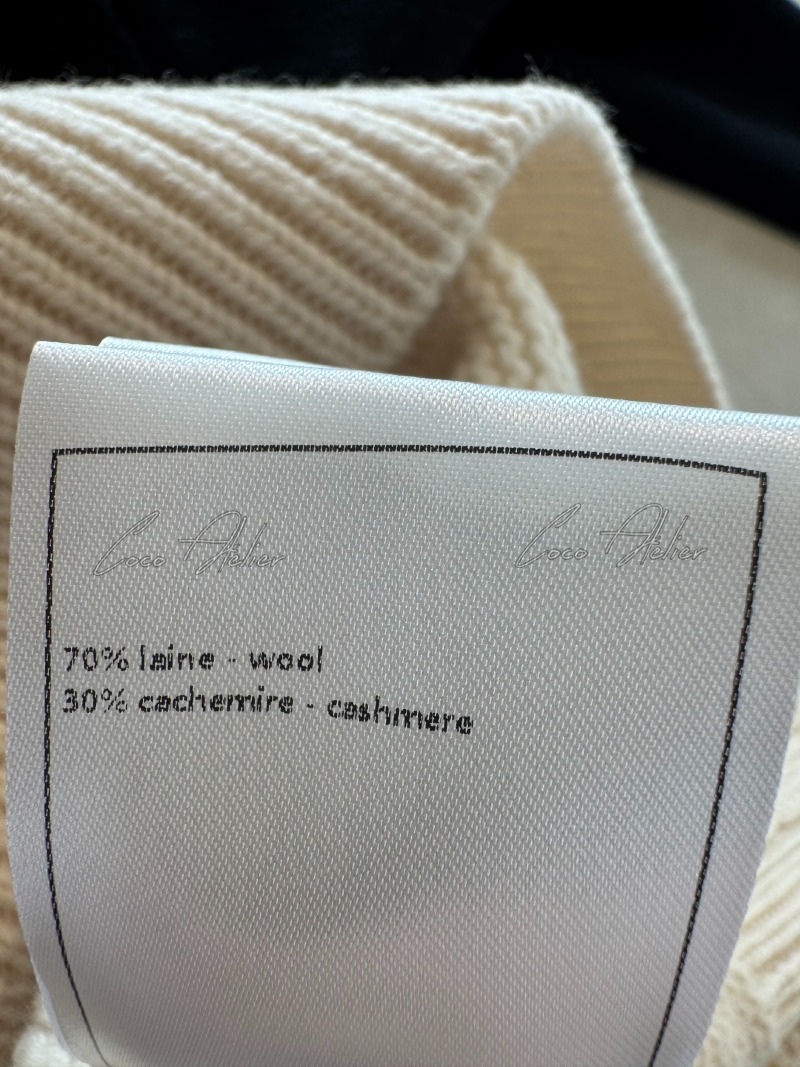 Coco Atelier Coco Atelier
70% laine - wool
30% cachemire - cashmere